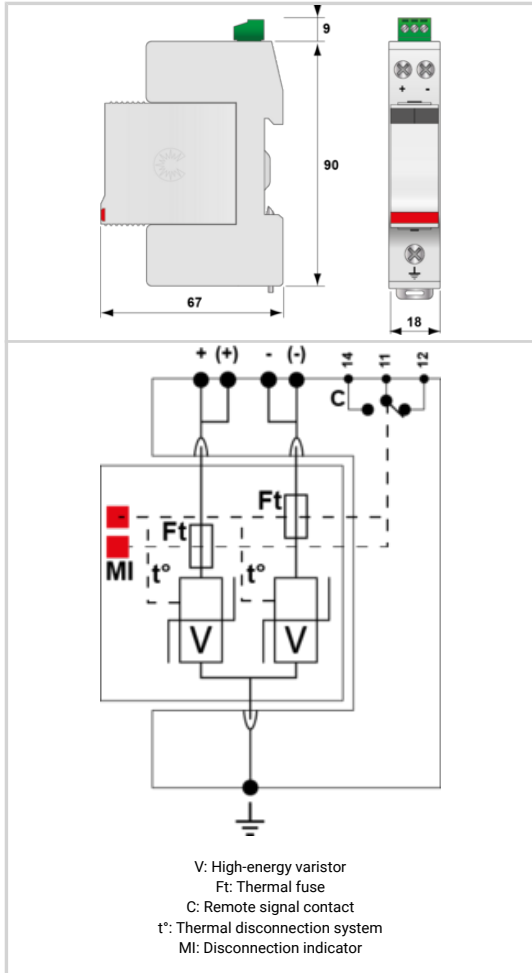 9
90
67
+ -
18
+ (+) - (-) 14 11 12
C
Ft
Ft
MI t° t°
V V
V: High-energy varistor
Ft: Thermal fuse
C: Remote signal contact
t°: Thermal disconnection system
MI: Disconnection indicator